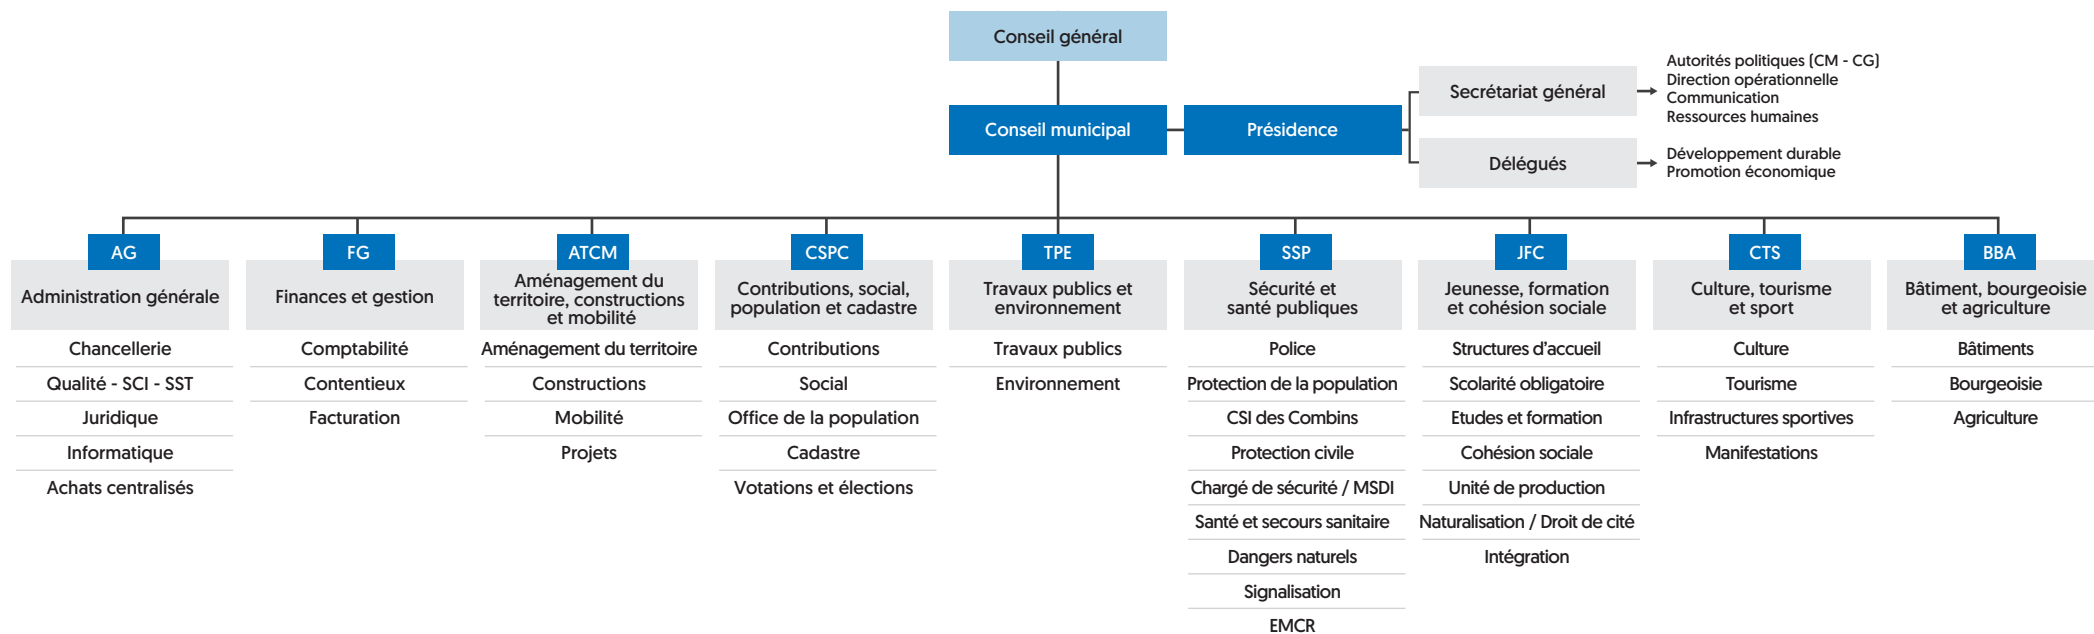 Conseil général
Conseil municipal
Présidence
Secrétariat général
Autorités politiques (CM - CG)
Direction opérationnelle
Communication
Ressources humaines
Délégués
Développement durable
Promotion économique
AG
Administration générale
Chancellerie
Qualité - SCI - SST
Juridique
Informatique
Achats centralisés
FG
Finances et gestion
Comptabilité
Contentieux
Facturation
ATCM
Aménagement du
territoire, constructions
et mobilité
Aménagement du territoire
Constructions
Mobilité
Projets
CSPC
Contributions, social,
population et cadastre
Contributions
Social
Office de la population
Cadastre
Votations et élections
TPE
Travaux publics et
environnement
Travaux publics
Environnement
SSP
Sécurité et
santé publiques
Police
Protection de la population
CSI des Combins
Protection civile
Chargé de sécurité / MSDI
Santé et secours sanitaire
Dangers naturels
Signalisation
EMCR
JFC
Jeunesse, formation
et cohésion sociale
Structures d'accueil
Scolarité obligatoire
Etudes et formation
Cohésion sociale
Unité de production
Naturalisation / Droit de cité
Intégration
CTS
Culture, tourisme
et sport
Culture
Tourisme
Infrastructures sportives
Manifestations
BBA
Bâtiment, bourgeoisie
et agriculture
Bâtiments
Bourgeoisie
Agriculture